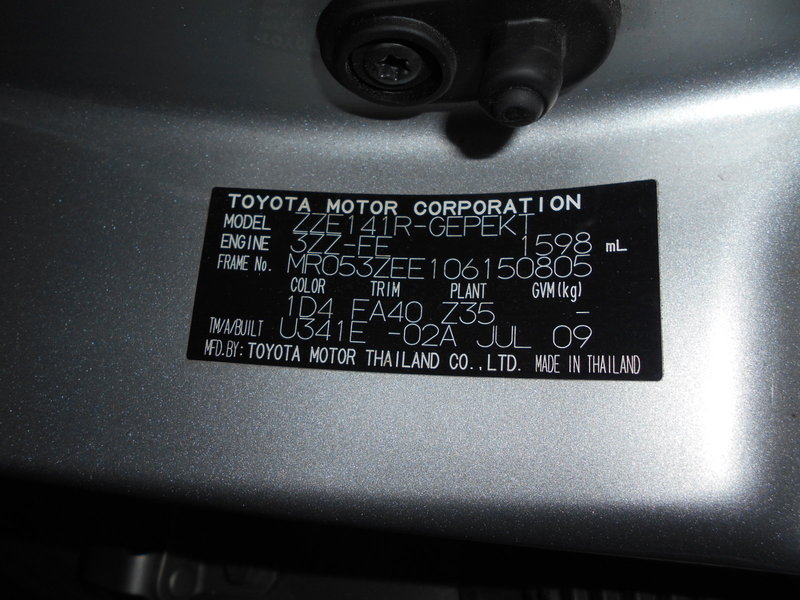 TOYOTA MOTOR CORPORATION
MODEL ZZE141R-GEPEKT
ENGINE 3ZZ-FE 1598 mL
FRAME No. MR053ZEE106150805
COLOR TRIM PLANT GVM(kg)
1D4 FA40 Z35 -
TM/A/BUILT U341E -02A JUL 09
MFD.BY: TOYOTA MOTOR THAILAND CO.,LTD. MADE IN THAILAND